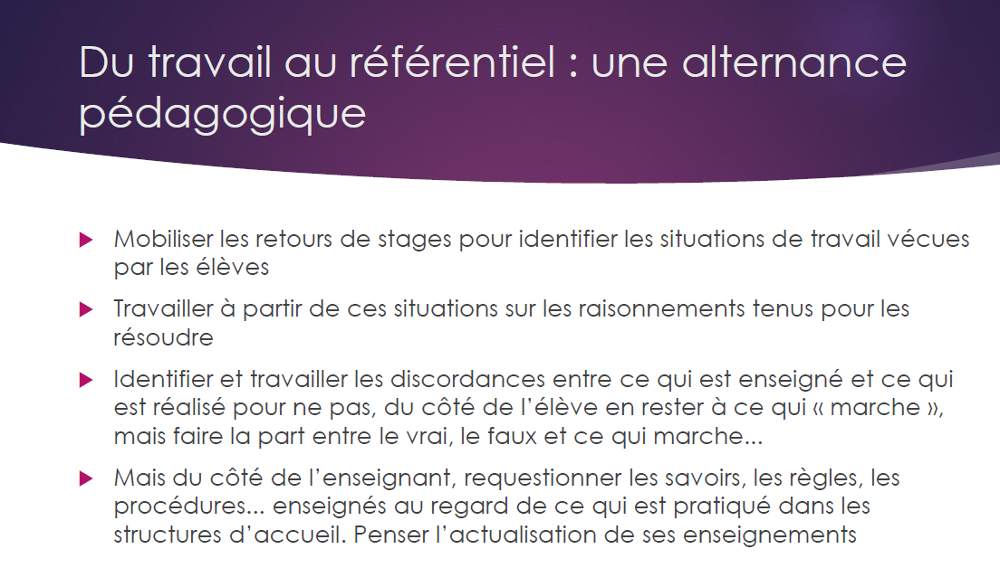 Du travail au référentiel : une alternance
pédagogique
Mobiliser les retours de stages pour identifier les situations de travail vécues
par les élèves
Travailler à partir de ces situations sur les raisonnements tenus pour les
résoudre
Identifier et travailler les discordances entre ce qui est enseigné et ce qui
est réalisé pour ne pas, du côté de l’élève en rester à ce qui « marche »,
mais faire la part entre le vrai, le faux et ce qui marche...
Mais du côté de l’enseignant, requestionner les savoirs, les règles, les
procédures... enseignés au regard de ce qui est pratiqué dans les
structures d’accueil. Penser l’actualisation de ses enseignements